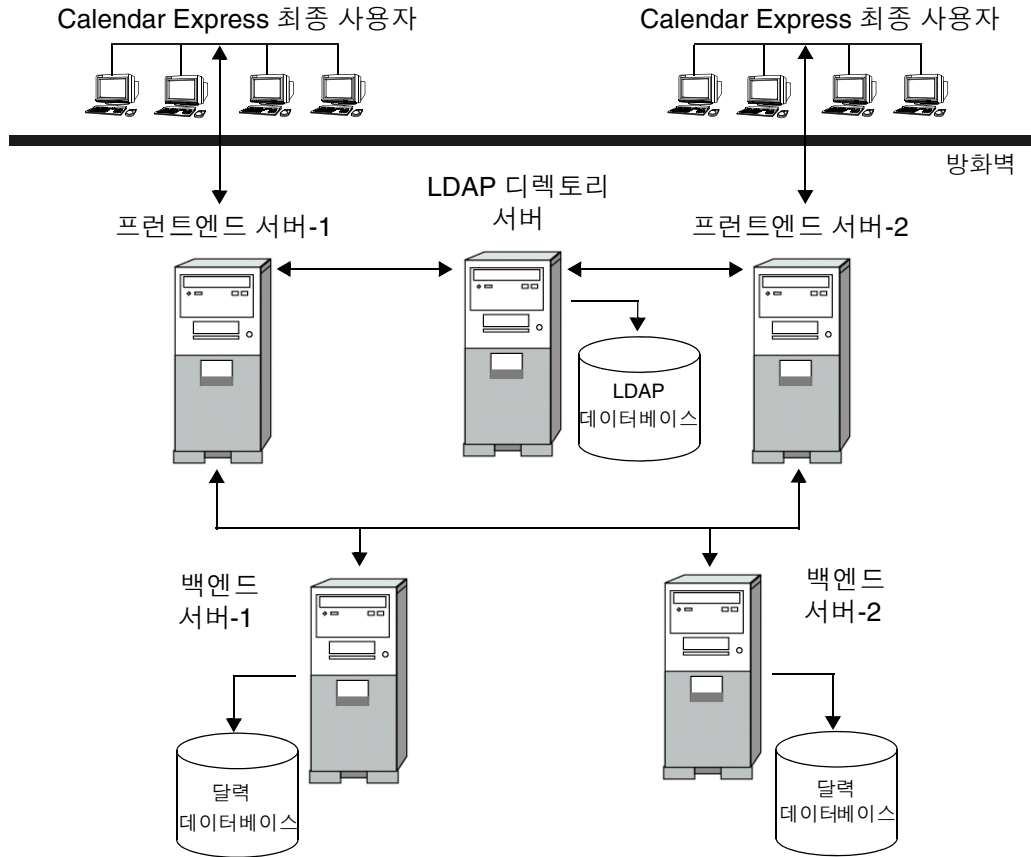 Calendar Express 최종 사용자
Calendar Express 최종 사용자
방화벽
LDAP 디렉토리
서버
프런트엔드 서버-1
프런트엔드 서버-2
LDAP
데이터베이스
백엔드
서버-1
백엔드
서버-2
달력
데이터베이스
달력
데이터베이스